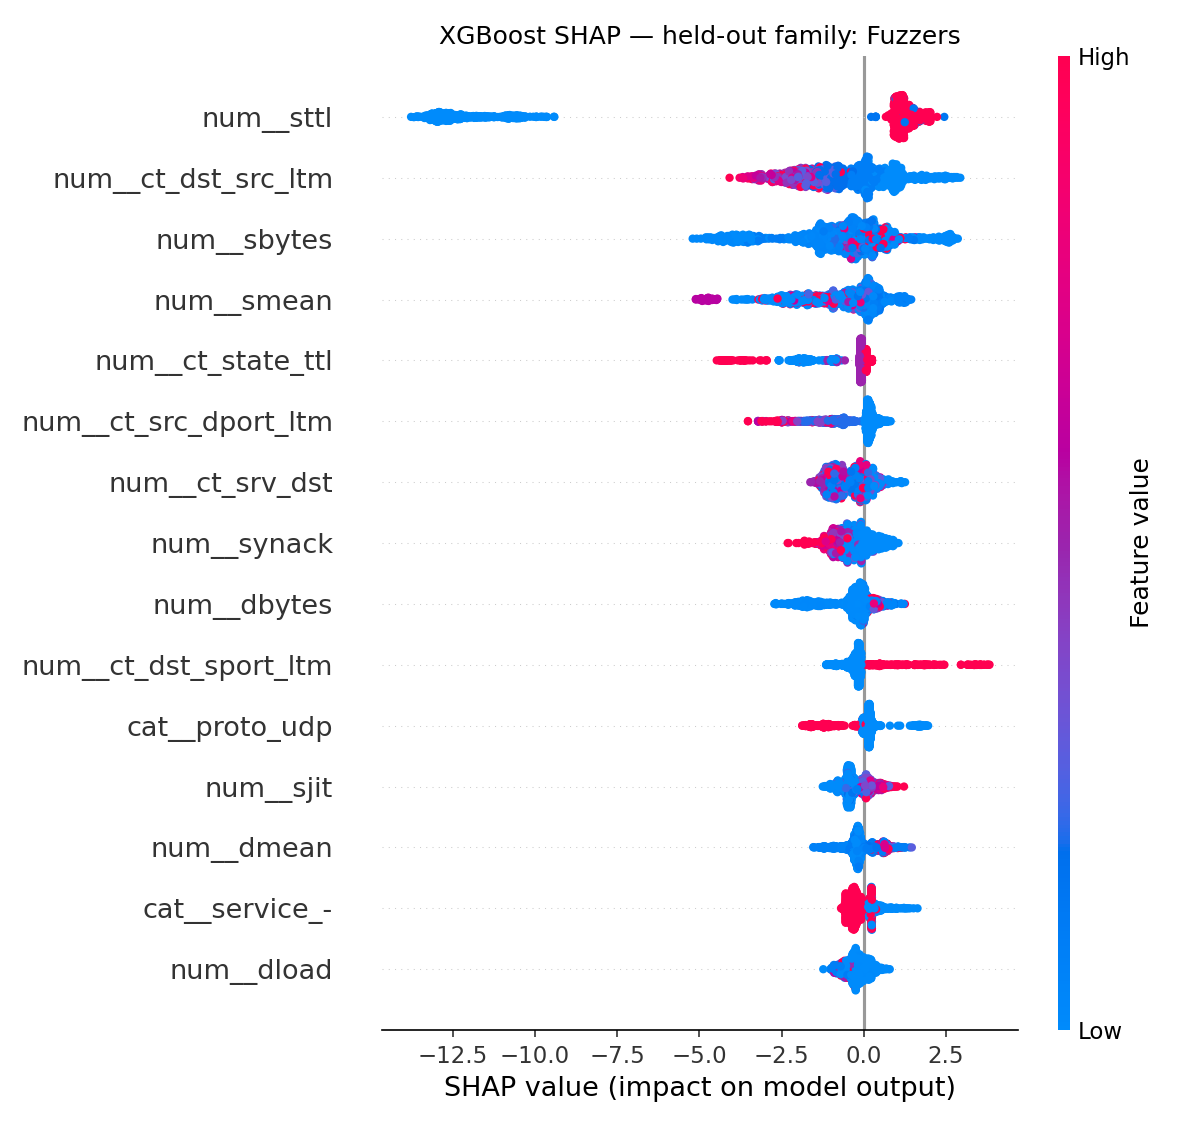 XGBoost SHAP — held-out family: Fuzzers
High
num__sttl
num__ct_dst_src_ltm
num__sbytes
num__smean
num__ct_state_ttl
num__ct_src_dport_ltm
num__ct_srv_dst
num__synack
num__dbytes
num__ct_dst_sport_ltm
cat__proto_udp
num__sjit
num__dmean
cat__service_-
num__dload
Feature value
Low
−12.5 −10.0 −7.5 −5.0 −2.5 0.0 2.5
SHAP value (impact on model output)